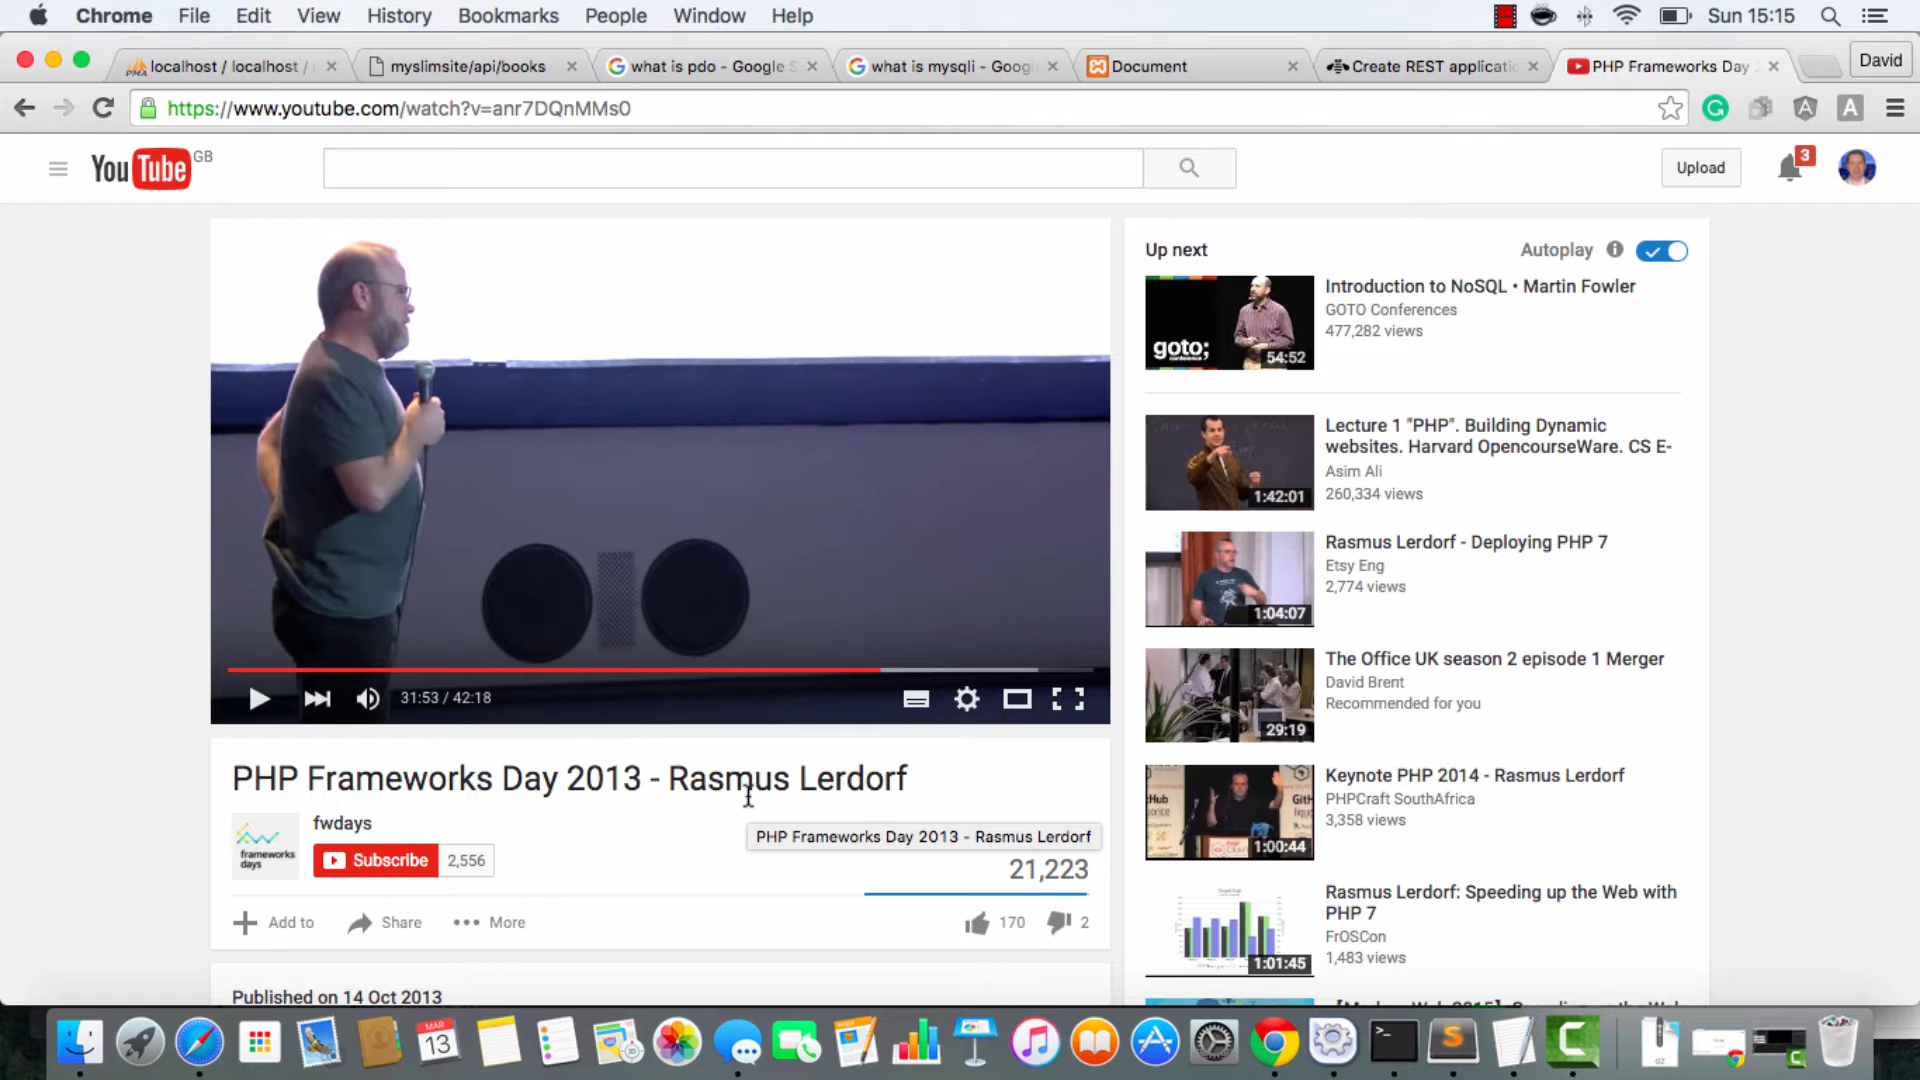 Chrome File Edit View History Bookmarks People Window Help Sun 15:15
localhost / localhost /
myslimsite/api/books
what is pdo - Google S
what is mysqli - Googl
Document
Create REST applicatio
PHP Frameworks Day
David
https://www.youtube.com/watch?v=anr7DQnMMs0
YouTube GB
Upload
3
31:53 / 42:18
PHP Frameworks Day 2013 - Rasmus Lerdorf
fwdays
frameworks
days
Subscribe 2,556
PHP Frameworks Day 2013 - Rasmus Lerdorf
21,223
Add to Share More
170 2
Published on 14 Oct 2013
Up next
Autoplay
goto;
conference
54:52
Introduction to NoSQL • Martin Fowler
GOTO Conferences
477,282 views
1:42:01
Lecture 1 "PHP". Building Dynamic
websites. Harvard OpencourseWare. CS E-
Asim Ali
260,334 views
1:04:07
Rasmus Lerdorf - Deploying PHP 7
Etsy Eng
2,774 views
29:19
The Office UK season 2 episode 1 Merger
David Brent
Recommended for you
1:00:44
Keynote PHP 2014 - Rasmus Lerdorf
PHPCraft SouthAfrica
3,358 views
1:01:45
Rasmus Lerdorf: Speeding up the Web with
PHP 7
FrOSCon
1,483 views
MAR
13